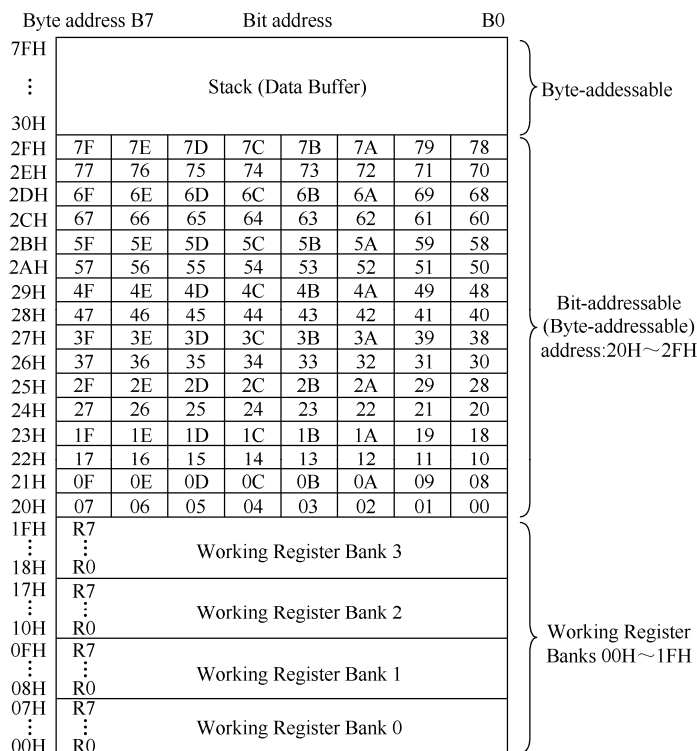 Byte address B7 Bit address B0
7FH
⋮ Stack (Data Buffer) Byte-addessable
30H
2FH 7F 7E 7D 7C 7B 7A 79 78
2EH 77 76 75 74 73 72 71 70
2DH 6F 6E 6D 6C 6B 6A 69 68
2CH 67 66 65 64 63 62 61 60
2BH 5F 5E 5D 5C 5B 5A 59 58
2AH 57 56 55 54 53 52 51 50
29H 4F 4E 4D 4C 4B 4A 49 48
28H 47 46 45 44 43 42 41 40
27H 3F 3E 3D 3C 3B 3A 39 38
26H 37 36 35 34 33 32 31 30
25H 2F 2E 2D 2C 2B 2A 29 28
24H 27 26 25 24 23 22 21 20
23H 1F 1E 1D 1C 1B 1A 19 18
22H 17 16 15 14 13 12 11 10
21H 0F 0E 0D 0C 0B 0A 09 08
20H 07 06 05 04 03 02 01 00
Bit-addressable
(Byte-addressable)
address:20H～2FH
1FH R7
⋮ ⋮ Working Register Bank 3
18H R0
17H R7
⋮ ⋮ Working Register Bank 2
10H R0
0FH R7
⋮ ⋮ Working Register Bank 1
08H R0
07H R7
⋮ ⋮ Working Register Bank 0
00H R0
Working Register
Banks 00H～1FH